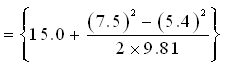 = {15.0 + ((7.5)² − (5.4)²) / (2 × 9.81)}